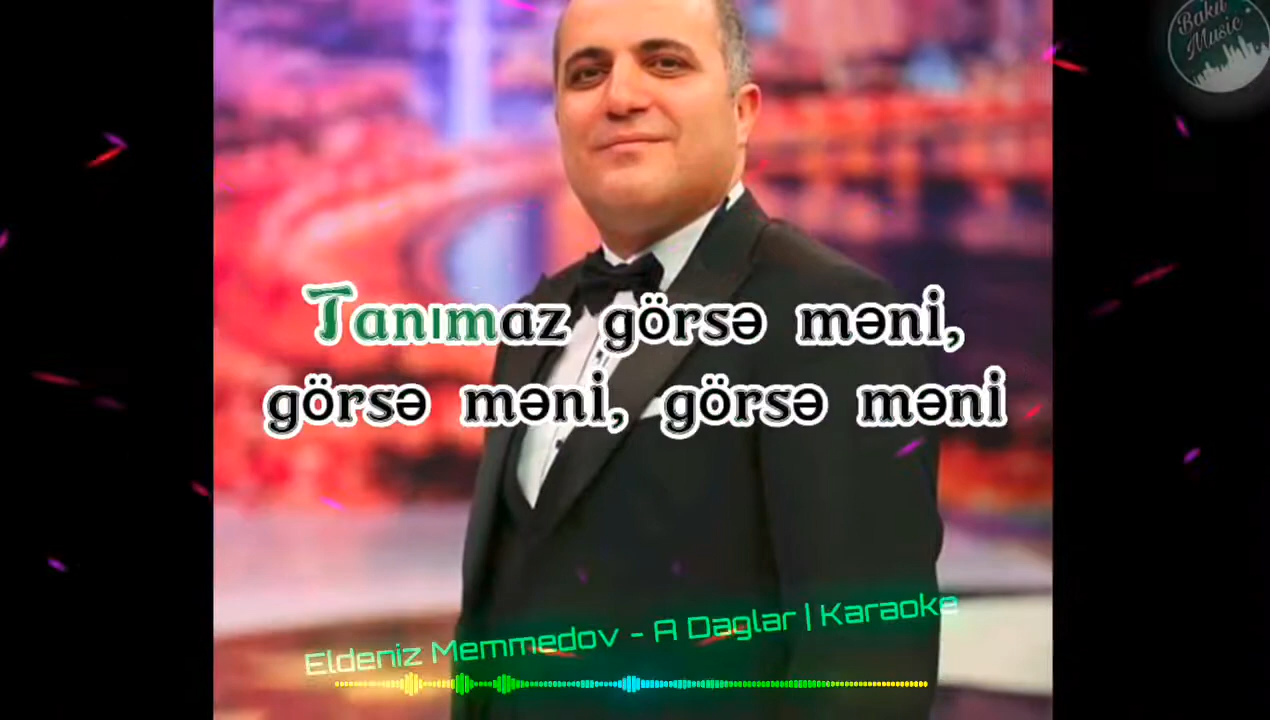 Baku
Music
Tanımaz görsə məni,
görsə məni, görsə məni
Eldeniz Memmedov - A Daglar | Karaoke